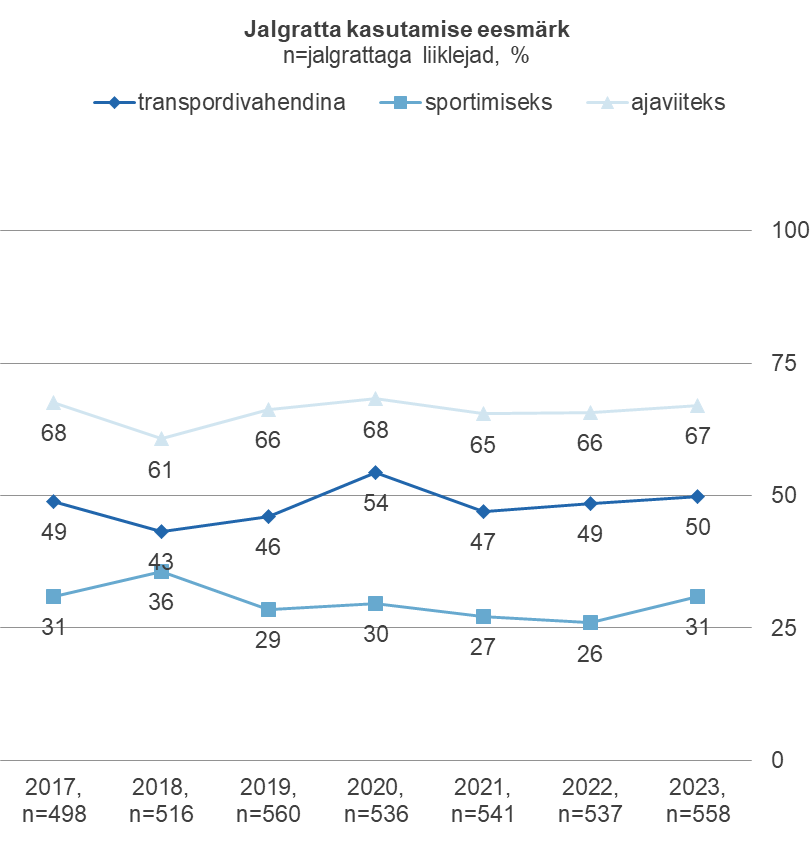 Jalgratta kasutamise eesmärk
n=jalgrattaga liiklejad, %
transpordivahendina sportimiseks ajaviiteks
100
75
68 61 66 68 65 66 67
50
49 43 46 54 47 49 50
31 36 29 30 27 26 31
25
0
2017, 2018, 2019, 2020, 2021, 2022, 2023,
n=498 n=516 n=560 n=536 n=541 n=537 n=558